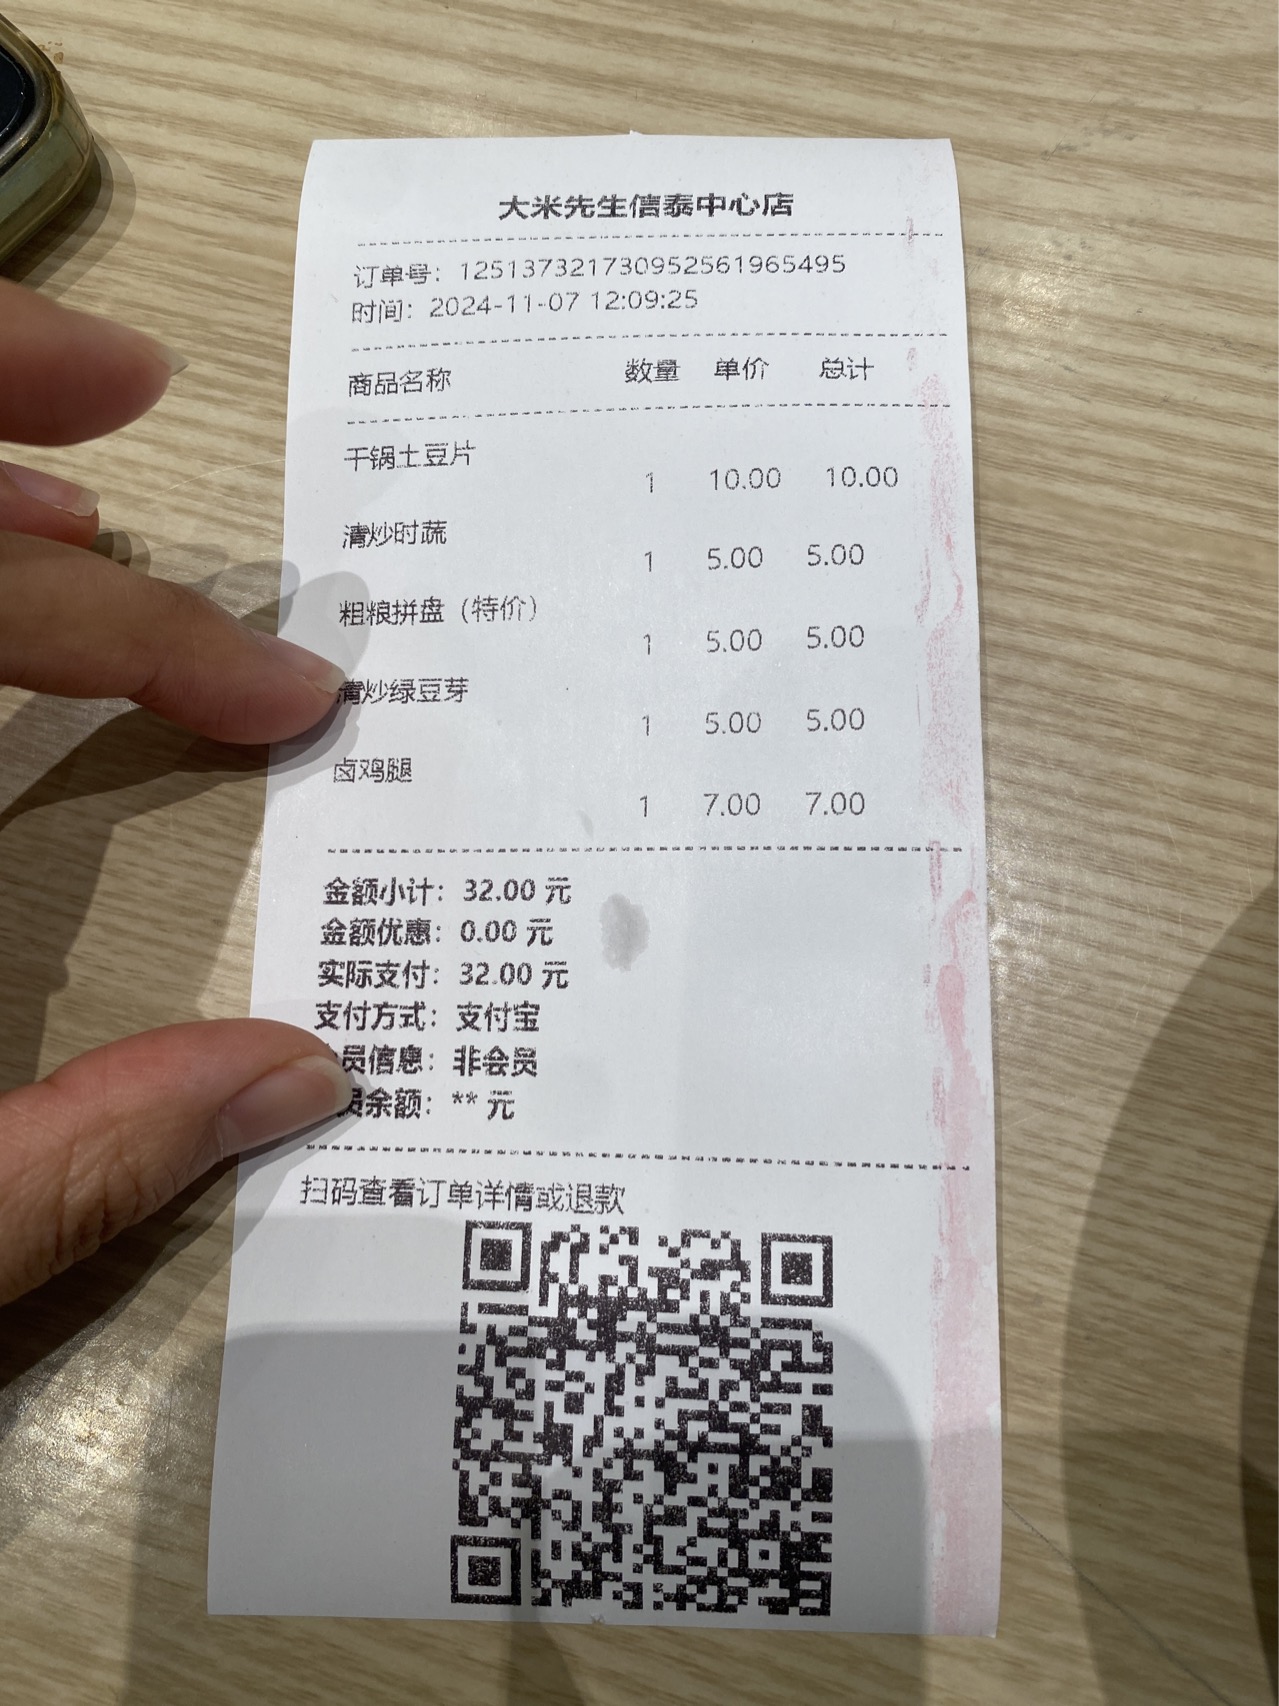 大米先生信泰中心店
订单号：1251373217309525619​65495
时间：2024-11-07 12:09:25
商品名称 数量 单价 总计
干锅土豆片
1 10.00 10.00
清炒时蔬
1 5.00 5.00
粗粮拼盘（特价）
1 5.00 5.00
清炒绿豆芽
1 5.00 5.00
卤鸡腿
1 7.00 7.00
金额小计：32.00 元
金额优惠：0.00 元
实际支付：32.00 元
支付方式：支付宝
员信息：非会员
员余额：** 元
扫码查看订单详情或退款